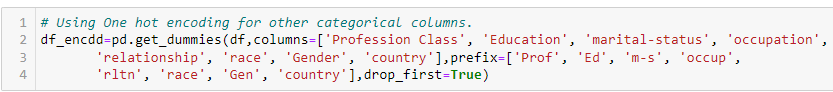 1 # Using One hot encoding for other categorical columns.
2 df_encdd=pd.get_dummies(df,columns=['Profession Class', 'Education', 'marital-status', 'occupation',
3 'relationship', 'race', 'Gender', 'country'],prefix=['Prof', 'Ed', 'm-s', 'occup',
4 'rltn', 'race', 'Gen', 'country'],drop_first=True)